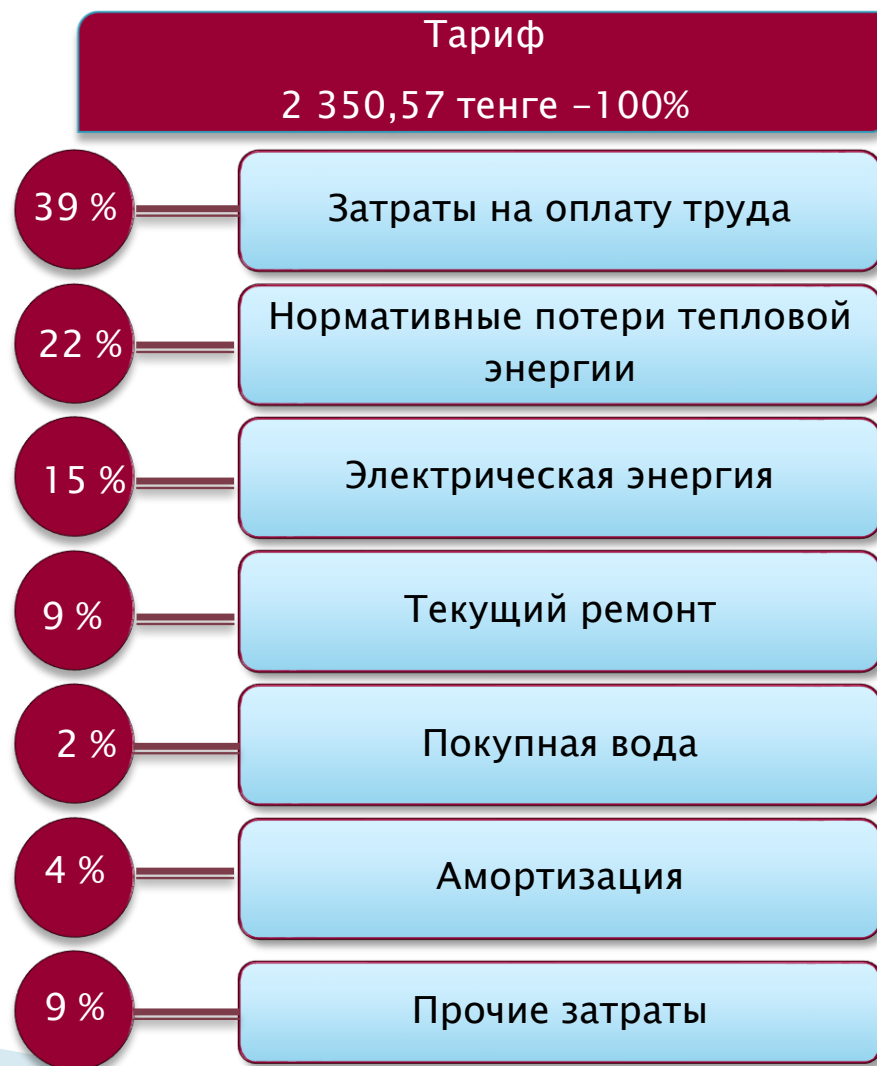 Тариф
2 350,57 тенге –100%
39 %
Затраты на оплату труда
22 %
Нормативные потери тепловой
энергии
15 %
Электрическая энергия
9 %
Текущий ремонт
2 %
Покупная вода
4 %
Амортизация
9 %
Прочие затраты